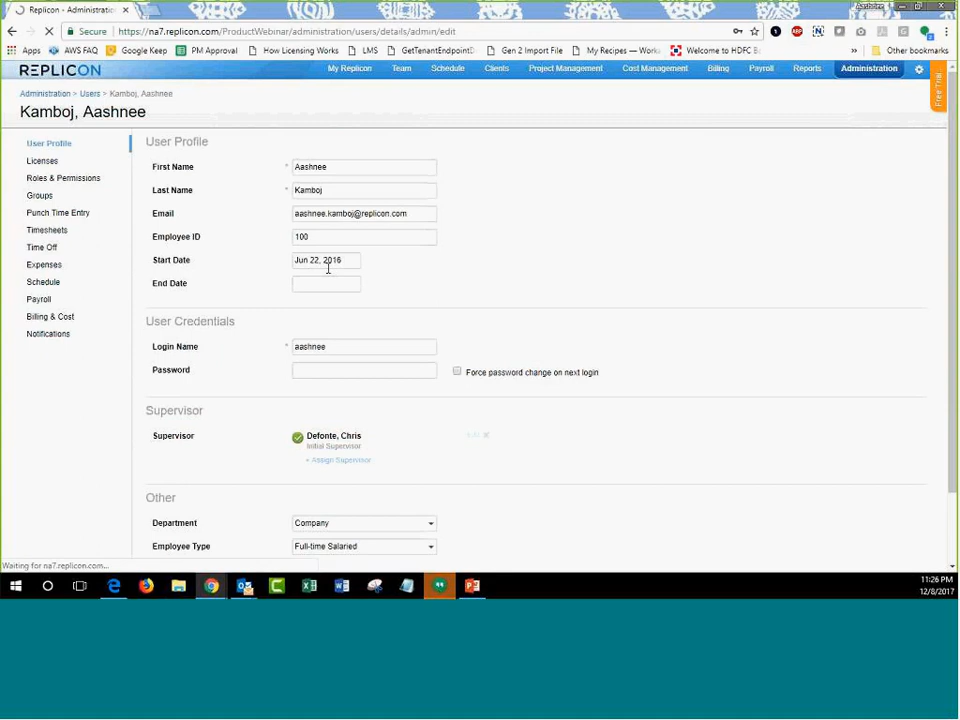 Replicon - Administratic
Aashnee
Secure https://na7.replicon.com/ProductWebinar/administration/users/details/admin/edit
Apps AWS FAQ Google Keep PM Approval How Licensing Works LMS GetTenantEndpointD Gen 2 Import File My Recipes — Work Welcome to HDFC B » Other bookmarks
REPLICON My Replicon Team Schedule Clients Project Management Cost Management Billing Payroll Reports Administration
Free Trial
Administration > Users > Kamboj, Aashnee
Kamboj, Aashnee
User Profile
Licenses
Roles & Permissions
Groups
Punch Time Entry
Timesheets
Time Off
Expenses
Schedule
Payroll
Billing & Cost
Notifications
User Profile
First Name * Aashnee
Last Name * Kamboj
Email aashnee.kamboj@replicon.com
Employee ID 100
Start Date Jun 22, 2016
End Date
User Credentials
Login Name * aashnee
Password Force password change on next login
Supervisor
Supervisor Defonte, Chris
Initial Supervisor
+ Assign Supervisor
Other
Department Company
Employee Type Full-time Salaried
Waiting for na7.replicon.com...
11:26 PM
12/8/2017